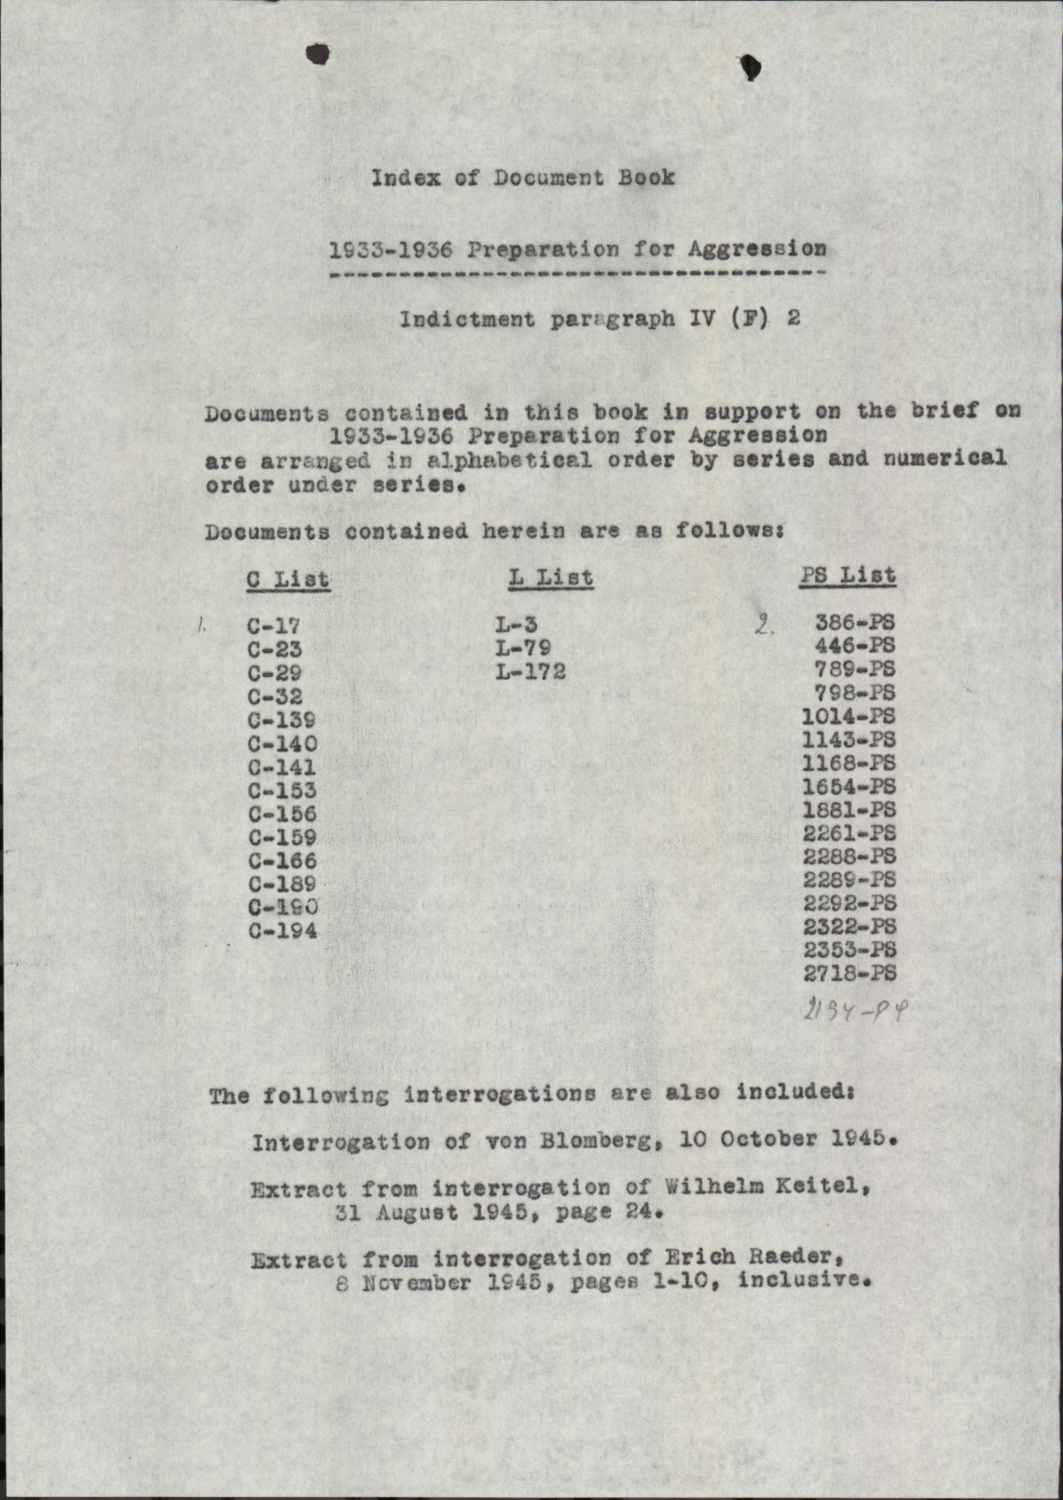 Index of Document Book
1933-1936 Preparation for Aggression
Indictment paragraph IV (F) 2
Documents contained in this book in support on the brief on
1933-1936 Preparation for Aggression
are arranged in alphabetical order by series and numerical
order under series.
Documents contained herein are as follows:
C List L List PS List
1. C-17 L-3 2. 386-PS
C-23 L-79 446-PS
C-29 L-172 789-PS
C-32 798-PS
C-139 1014-PS
C-140 1143-PS
C-141 1168-PS
C-153 1654-PS
C-156 1881-PS
C-159 2261-PS
C-166 2288-PS
C-189 2289-PS
C-190 2292-PS
C-194 2322-PS
2353-PS
2718-PS
The following interrogations are also included:
Interrogation of von Blomberg, 10 October 1945.
Extract from interrogation of Wilhelm Keitel,
31 August 1945, page 24.
Extract from interrogation of Erich Raeder,
8 November 1945, pages 1-10, inclusive.